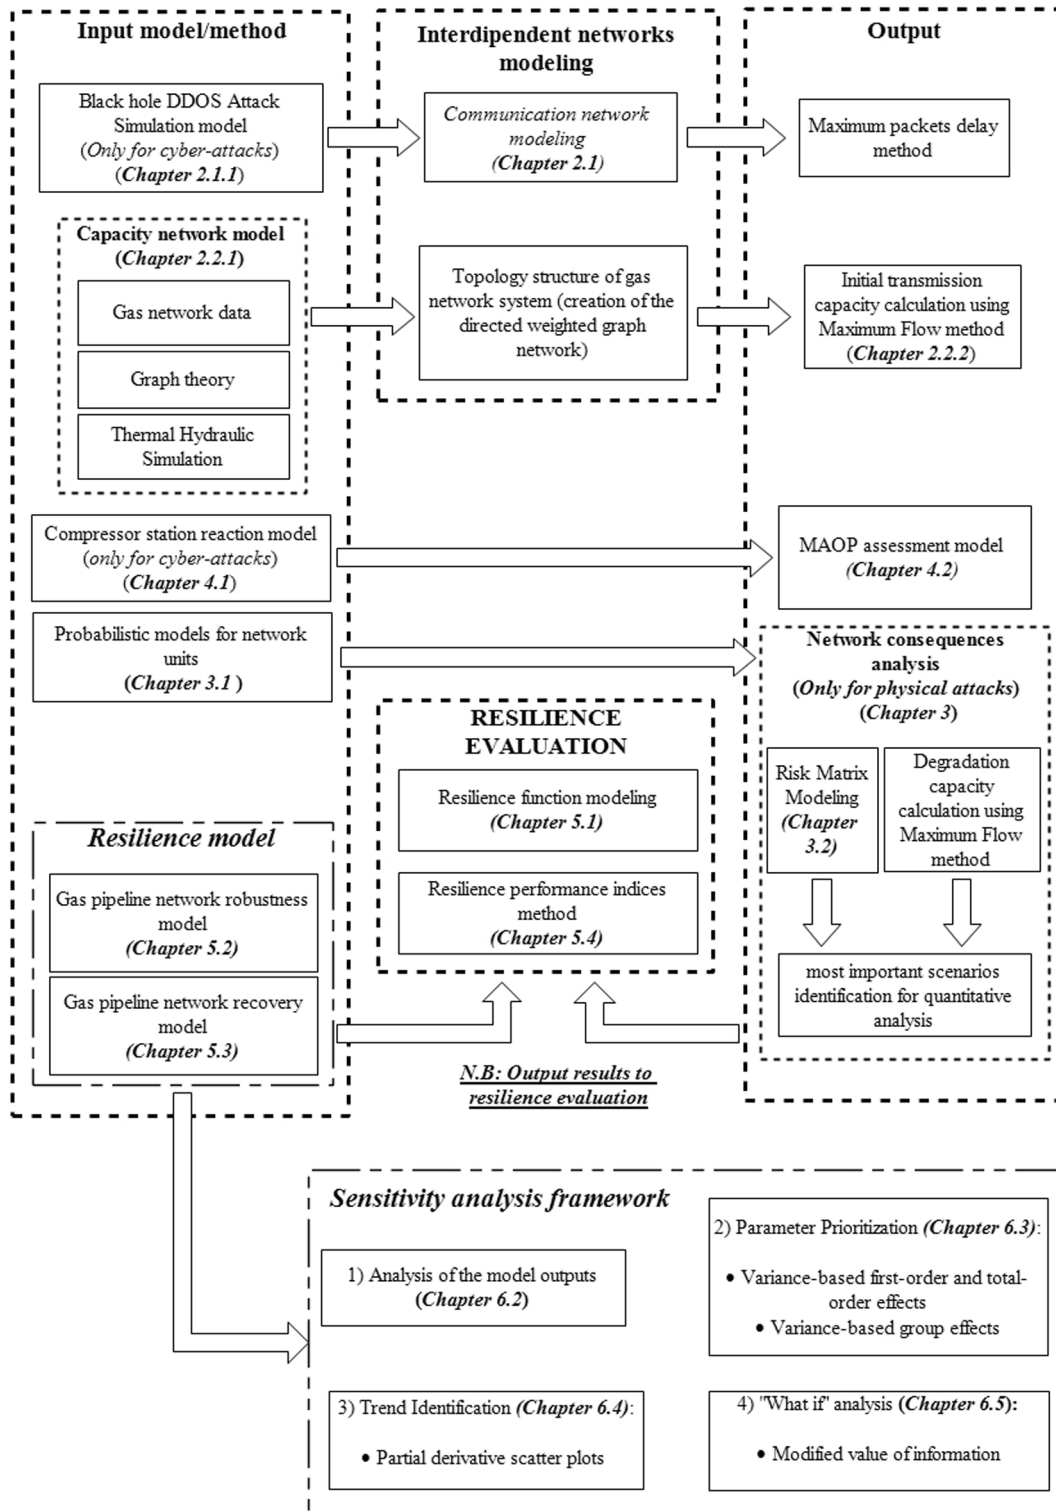 Input model/method
Black hole DDOS Attack
Simulation model
(Only for cyber-attacks)
(Chapter 2.1.1)
Capacity network model
(Chapter 2.2.1)
Gas network data
Graph theory
Thermal Hydraulic
Simulation
Compressor station reaction model
(only for cyber-attacks)
(Chapter 4.1)
Probabilistic models for network
units
(Chapter 3.1 )
Resilience model
Gas pipeline network robustness
model
(Chapter 5.2)
Gas pipeline network recovery
model
(Chapter 5.3)
Interdipendent networks
modeling
Communication network
modeling
(Chapter 2.1)
Topology structure of gas
network system (creation of the
directed weighted graph
network)
RESILIENCE
EVALUATION
Resilience function modeling
(Chapter 5.1)
Resilience performance indices
method
(Chapter 5.4)
N.B: Output results to
resilience evaluation
Output
Maximum packets delay
method
Initial transmission
capacity calculation using
Maximum Flow method
(Chapter 2.2.2)
MAOP assessment model
(Chapter 4.2)
Network consequences
analysis
(Only for physical attacks)
(Chapter 3)
Risk Matrix
Modeling
(Chapter
3.2)
Degradation
capacity
calculation using
Maximum Flow
method
most important scenarios
identification for quantitative
analysis
Sensitivity analysis framework
1) Analysis of the model outputs
(Chapter 6.2)
2) Parameter Prioritization (Chapter 6.3):
• Variance-based first-order and total-
order effects
• Variance-based group effects
3) Trend Identification (Chapter 6.4):
• Partial derivative scatter plots
4) "What if" analysis (Chapter 6.5):
• Modified value of information